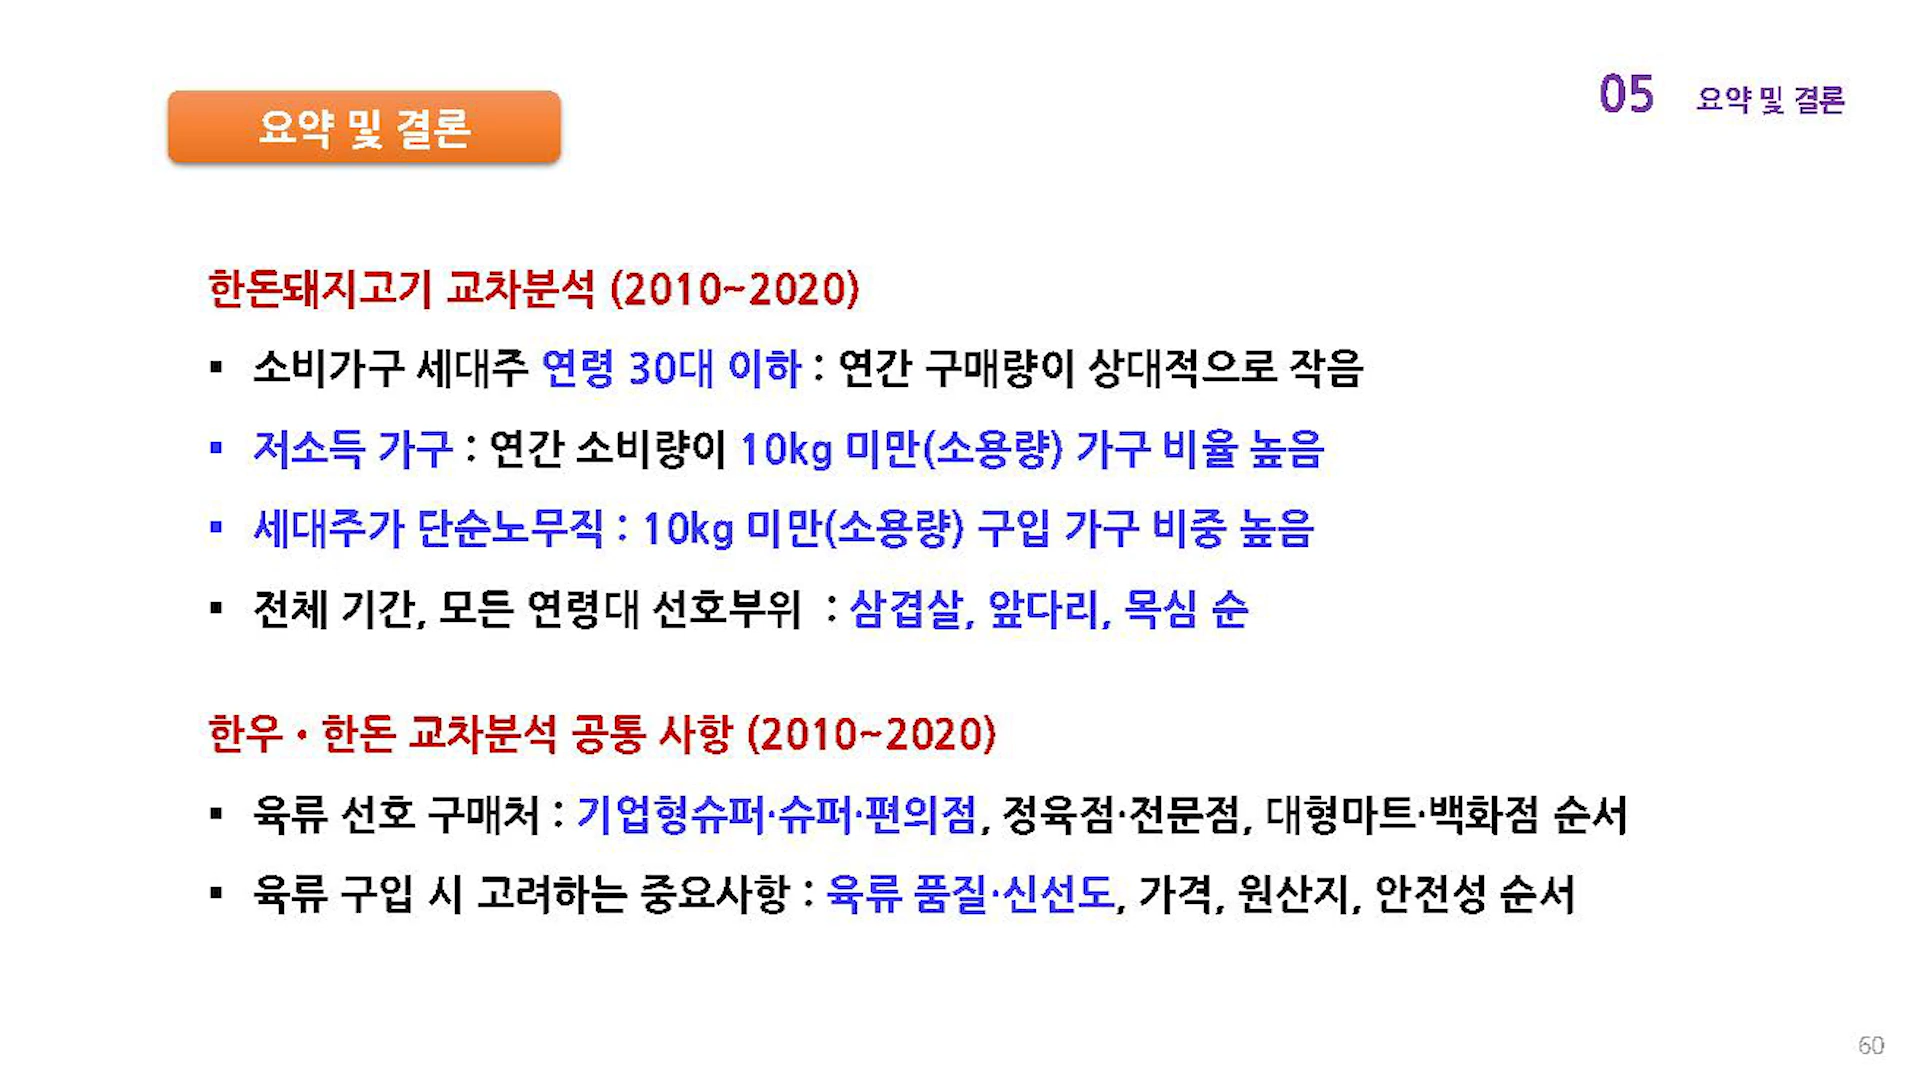 05 요약 및 결론
요약 및 결론
한돈돼지고기 교차분석 (2010~2020)
▪ 소비가구 세대주 연령 30대 이하 : 연간 구매량이 상대적으로 작음
▪ 저소득 가구 : 연간 소비량이 10kg 미만(소용량) 가구 비율 높음
▪ 세대주가 단순노무직 : 10kg 미만(소용량) 구입 가구 비중 높음
▪ 전체 기간, 모든 연령대 선호부위 : 삼겹살, 앞다리, 목심 순
한우・한돈 교차분석 공통 사항 (2010~2020)
▪ 육류 선호 구매처 : 기업형슈퍼·슈퍼·편의점, 정육점·전문점, 대형마트·백화점 순서
▪ 육류 구입 시 고려하는 중요사항 : 육류 품질·신선도, 가격, 원산지, 안전성 순서
60